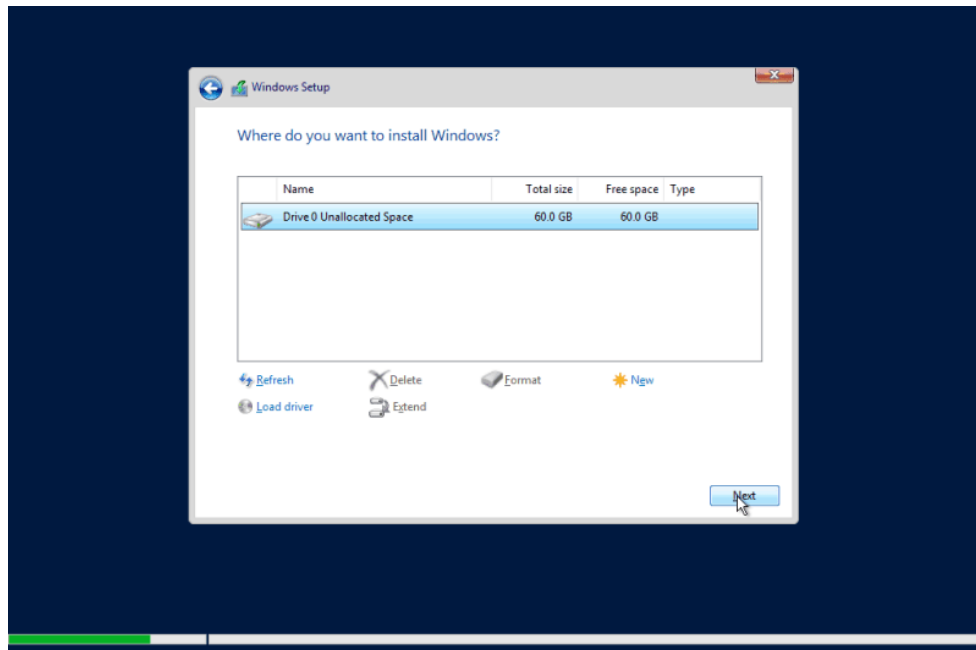 Windows Setup
Where do you want to install Windows?
Name Total size Free space Type
Drive 0 Unallocated Space 60.0 GB 60.0 GB
Refresh Delete Format New
Load driver Extend
Next